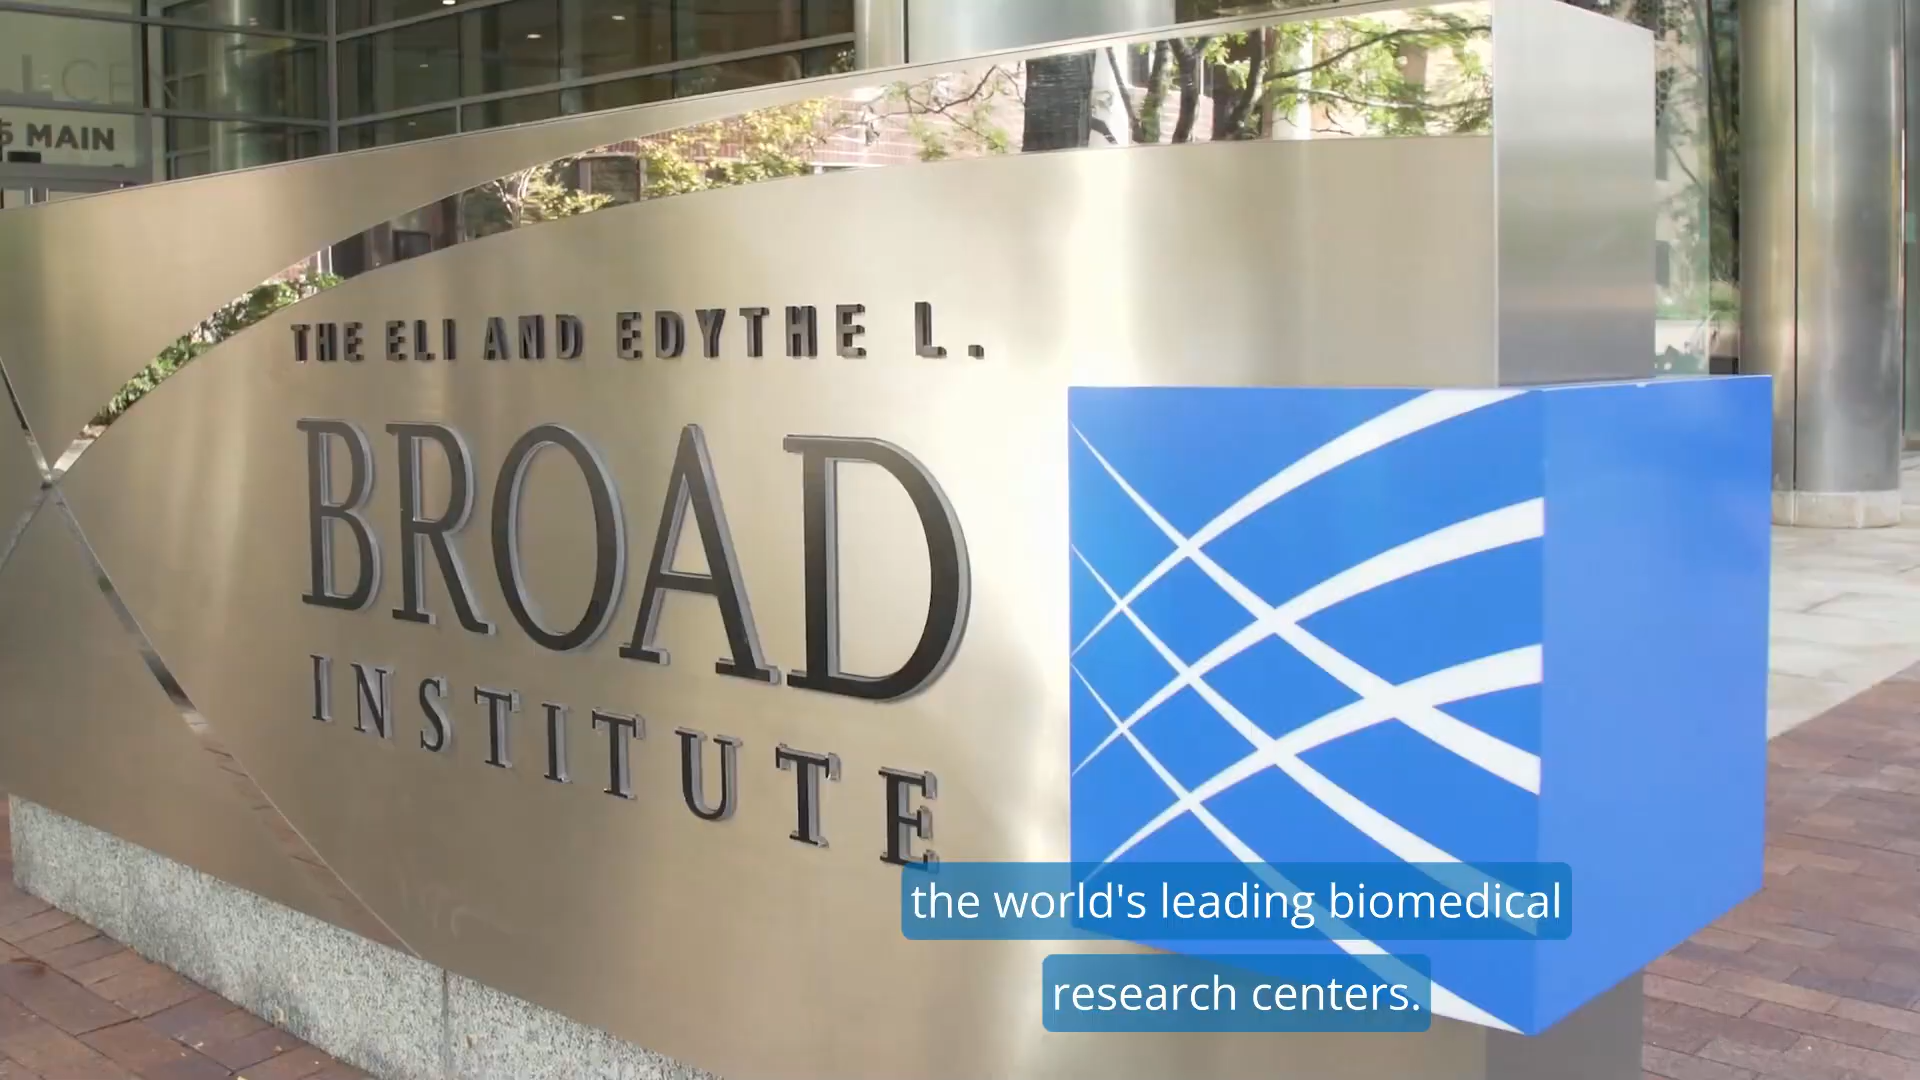 MAIN
THE ELI AND EDYTHE L.
BROAD
INSTITUTE
the world's leading biomedical
research centers.